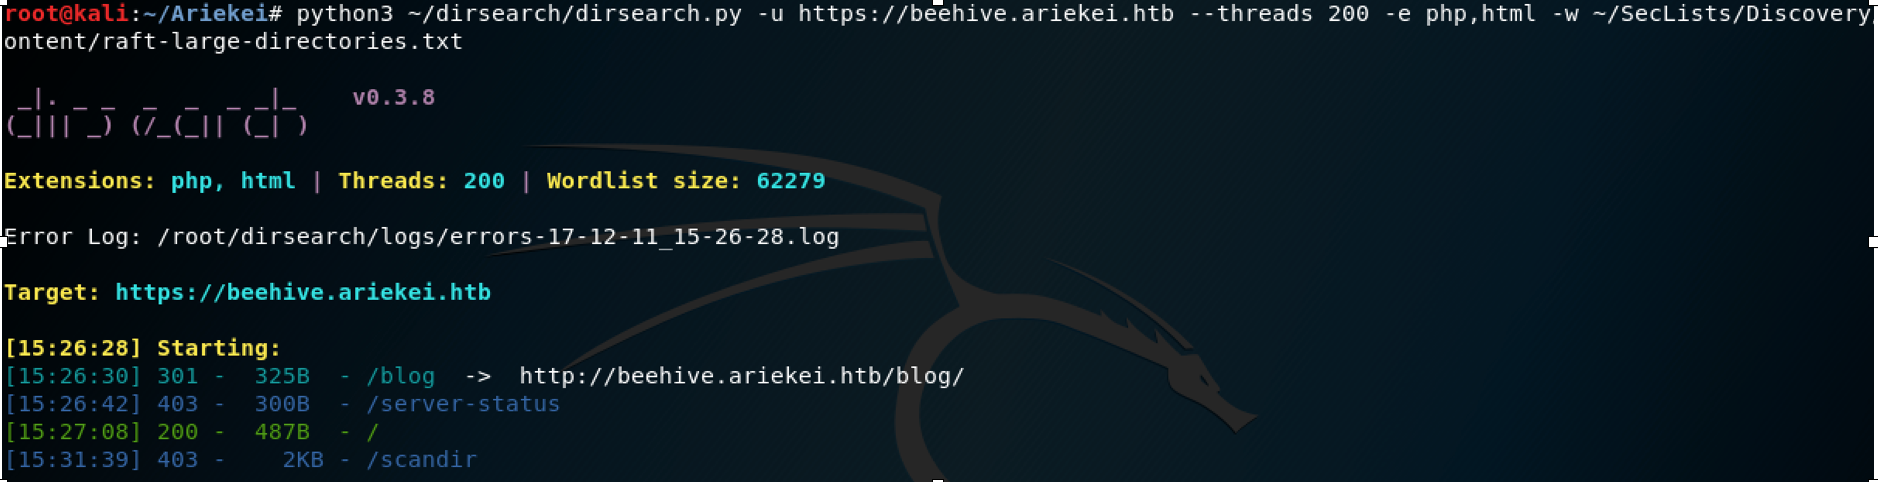 root@kali:~/Ariekei# python3 ~/dirsearch/dirsearch.py -u https://beehive.ariekei.htb --threads 200 -e php,html -w ~/SecLists/Discovery/
ontent/raft-large-directories.txt
 _|. _ _  _  _  _ _|_    v0.3.8
(_||| _) (/_(_|| (_| )
Extensions: php, html | Threads: 200 | Wordlist size: 62279
Error Log: /root/dirsearch/logs/errors-17-12-11_15-26-28.log
Target: https://beehive.ariekei.htb
[15:26:28] Starting:
[15:26:30] 301 -  325B  - /blog  ->  http://beehive.ariekei.htb/blog/
[15:26:42] 403 -  300B  - /server-status
[15:27:08] 200 -  487B  - /
[15:31:39] 403 -    2KB - /scandir